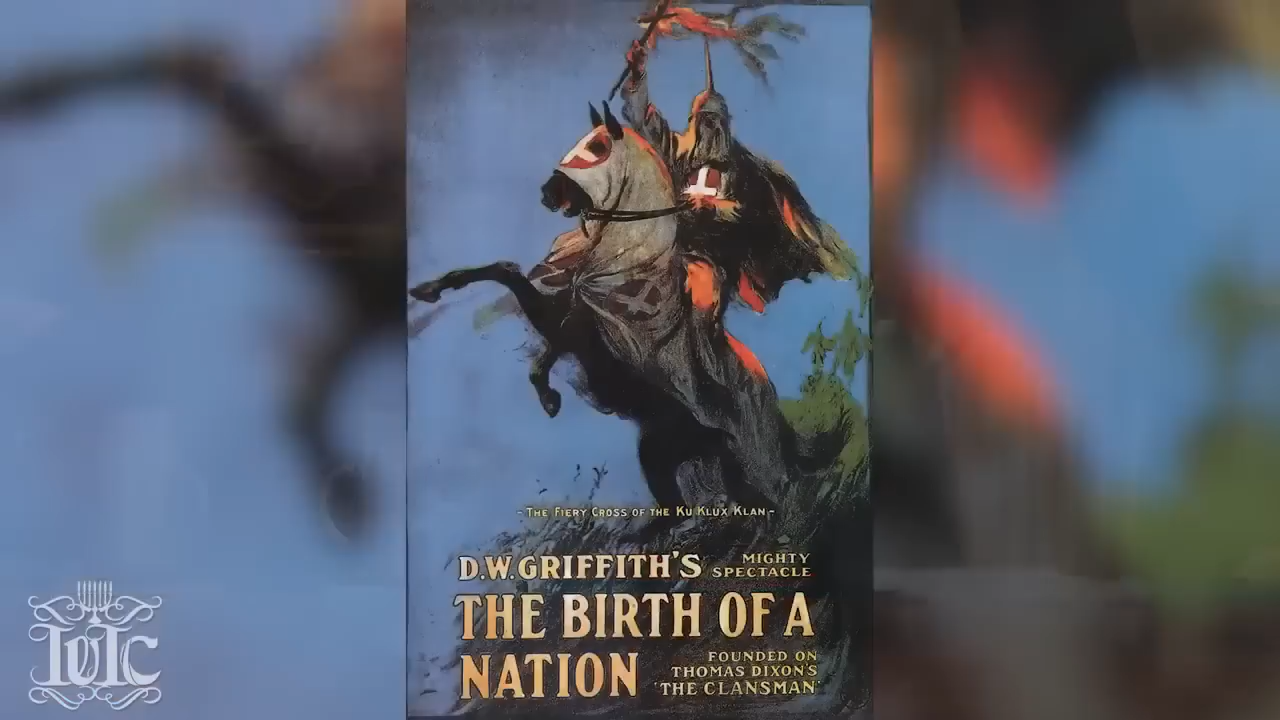 - THE FIERY CROSS OF THE KU KLUX KLAN -
D.W. GRIFFITH'S MIGHTY SPECTACLE
THE BIRTH OF A
NATION
FOUNDED ON
THOMAS DIXON'S
'THE CLANSMAN'
IUIC